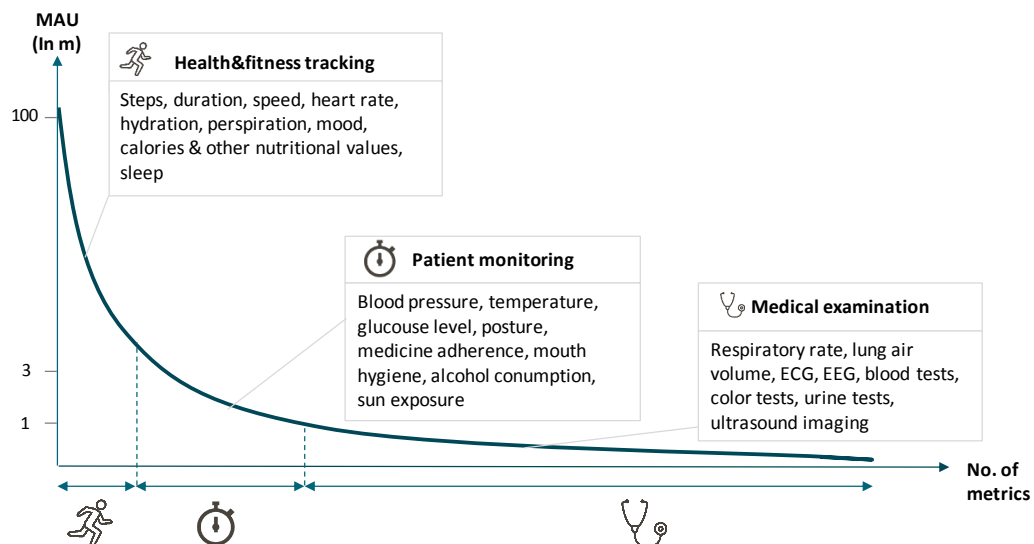 MAU
(In m)
Health&fitness tracking
Steps, duration, speed, heart rate,
hydration, perspiration, mood,
calories & other nutritional values,
sleep
100
Patient monitoring
Blood pressure, temperature,
glucouse level, posture,
medicine adherence, mouth
hygiene, alcohol conumption,
sun exposure
Medical examination
Respiratory rate, lung air
volume, ECG, EEG, blood tests,
color tests, urine tests,
ultrasound imaging
3
1
No. of
metrics